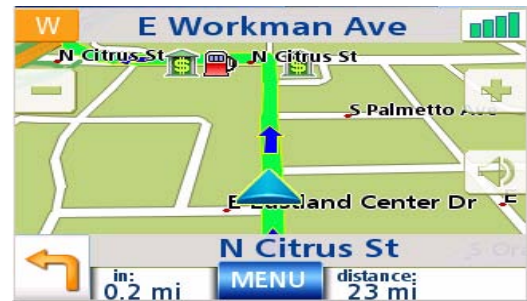 W
E Workman Ave
N Citrus St
$
N Citrus St
$
S Palmetto Ave
E Eastland Center Dr
E
N Citrus St
in:
0.2 mi
MENU
distance:
23 mi